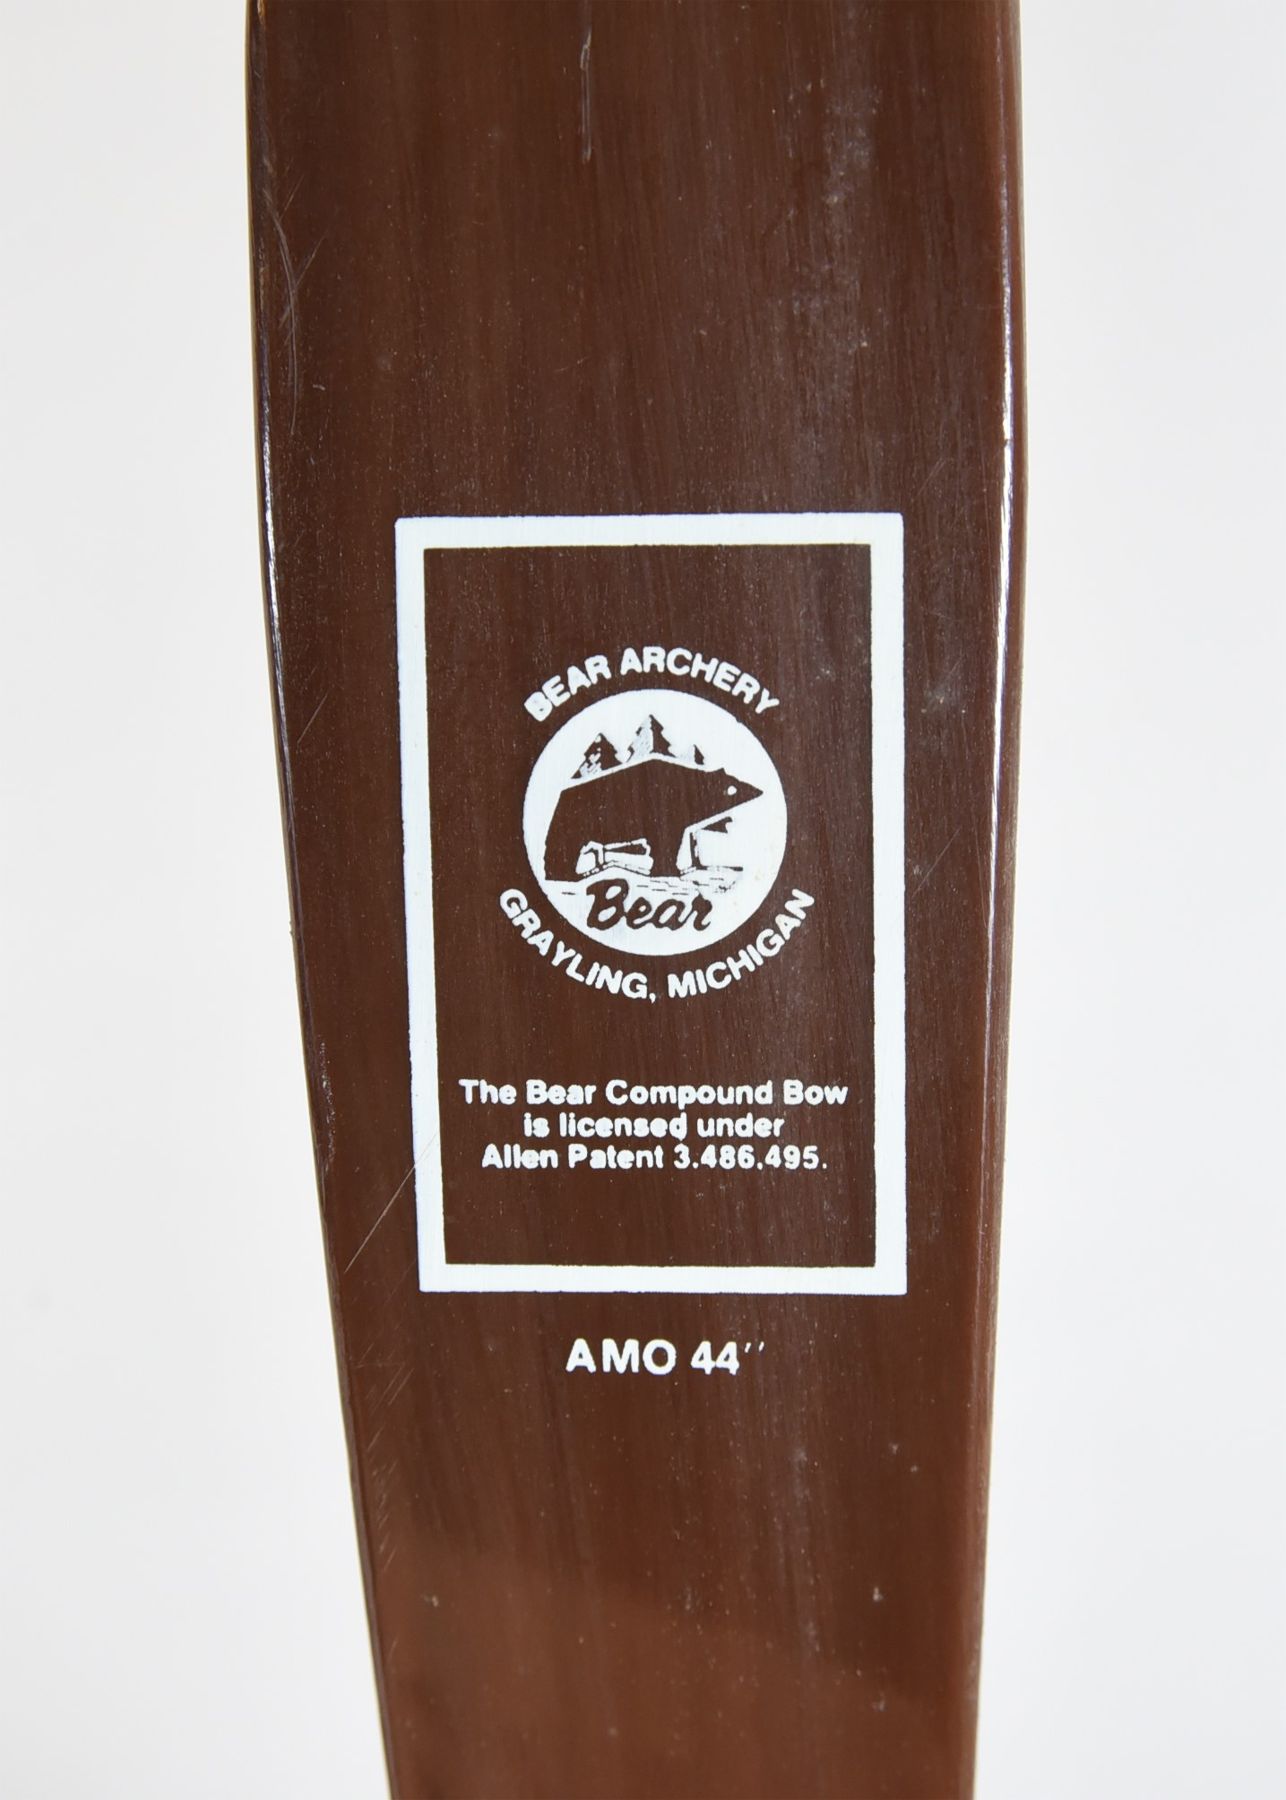 BEAR ARCHERY
Bear
GRAYLING, MICHIGAN
The Bear Compound Bow
is licensed under
Allen Patent 3.486.495.
AMO 44''